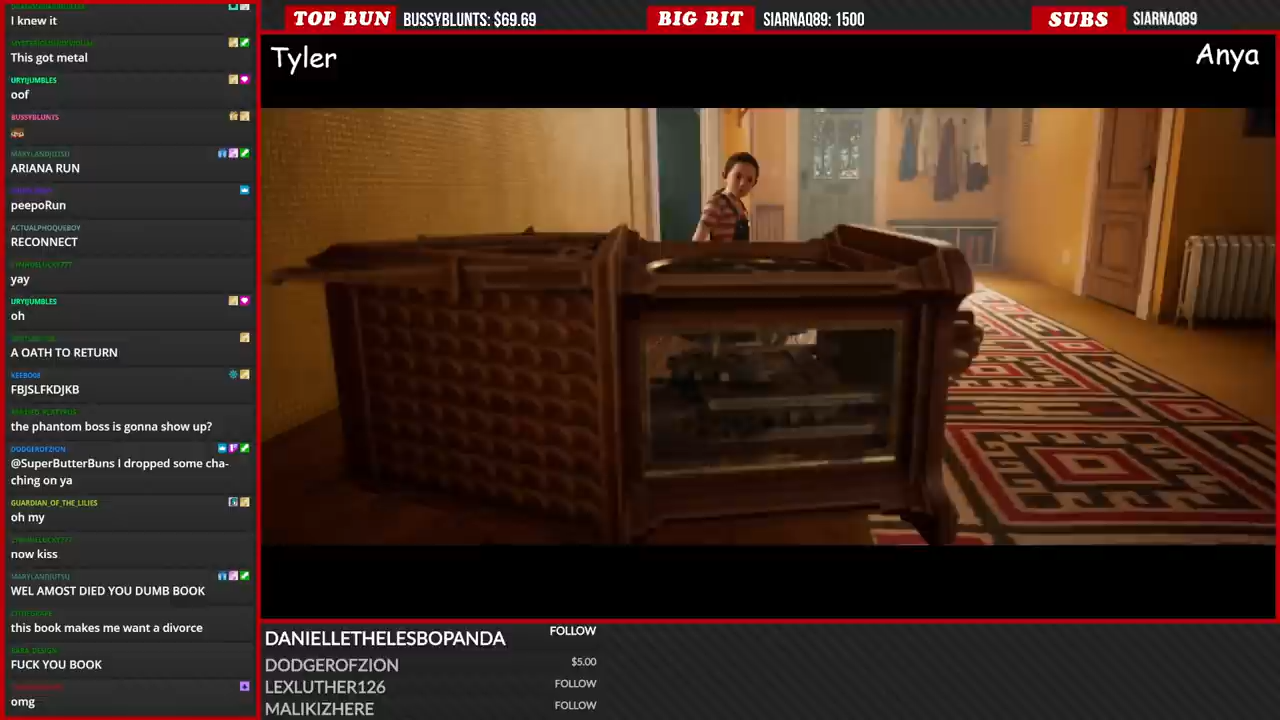 TOP BUN BUSSYBLUNTS: $69.69 BIG BIT SIARNAQ89: 1500 SUBS SIARNAQ89
Tyler
Anya
I knew it
This got metal
URYIJUMBLES
oof
BUSSYBLUNTS
MARYLANDJUTSU
ARIANA RUN
peepoRun
ACTUALPHOQUEBOY
RECONNECT
yay
URYIJUMBLES
oh
A OATH TO RETURN
KEEBO08
FBJSLFKDJKB
the phantom boss is gonna show up?
DODGEROFZION
@SuperButterBuns I dropped some cha-
ching on ya
GUARDIAN_OF_THE_LILIES
oh my
now kiss
MARYLANDJUTSU
WEL AMOST DIED YOU DUMB BOOK
this book makes me want a divorce
FUCK YOU BOOK
omg
DANIELLETHELESBOPANDA FOLLOW
DODGEROFZION $5.00
LEXLUTHER126 FOLLOW
MALIKIZHERE FOLLOW